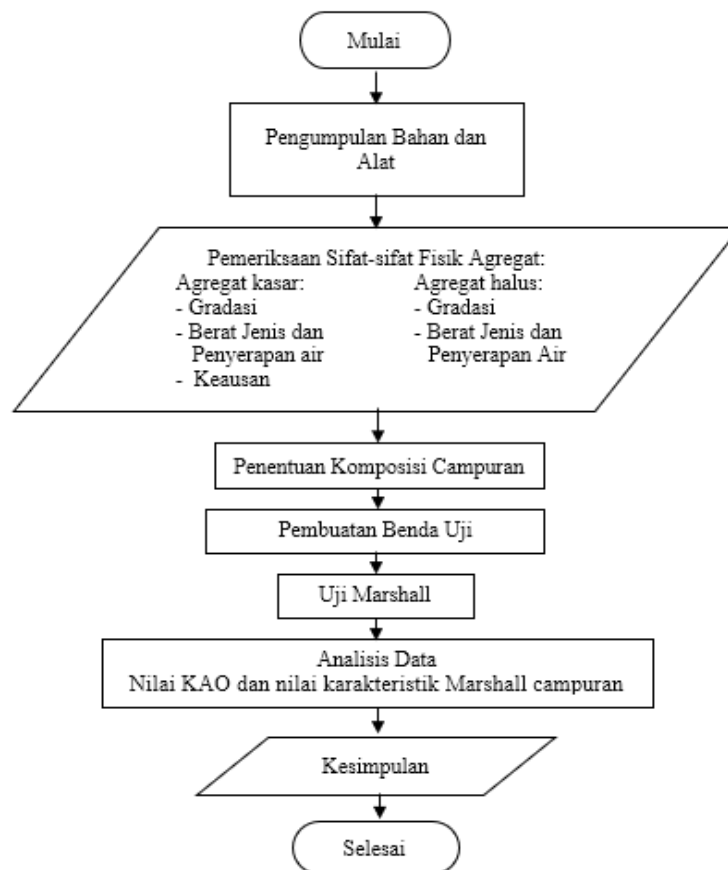 Mulai
Pengumpulan Bahan dan
Alat
Pemeriksaan Sifat-sifat Fisik Agregat:
Agregat kasar:
- Gradasi
- Berat Jenis dan
Penyerapan air
- Keausan
Agregat halus:
- Gradasi
- Berat Jenis dan
Penyerapan Air
Penentuan Komposisi Campuran
Pembuatan Benda Uji
Uji Marshall
Analisis Data
Nilai KAO dan nilai karakteristik Marshall campuran
Kesimpulan
Selesai